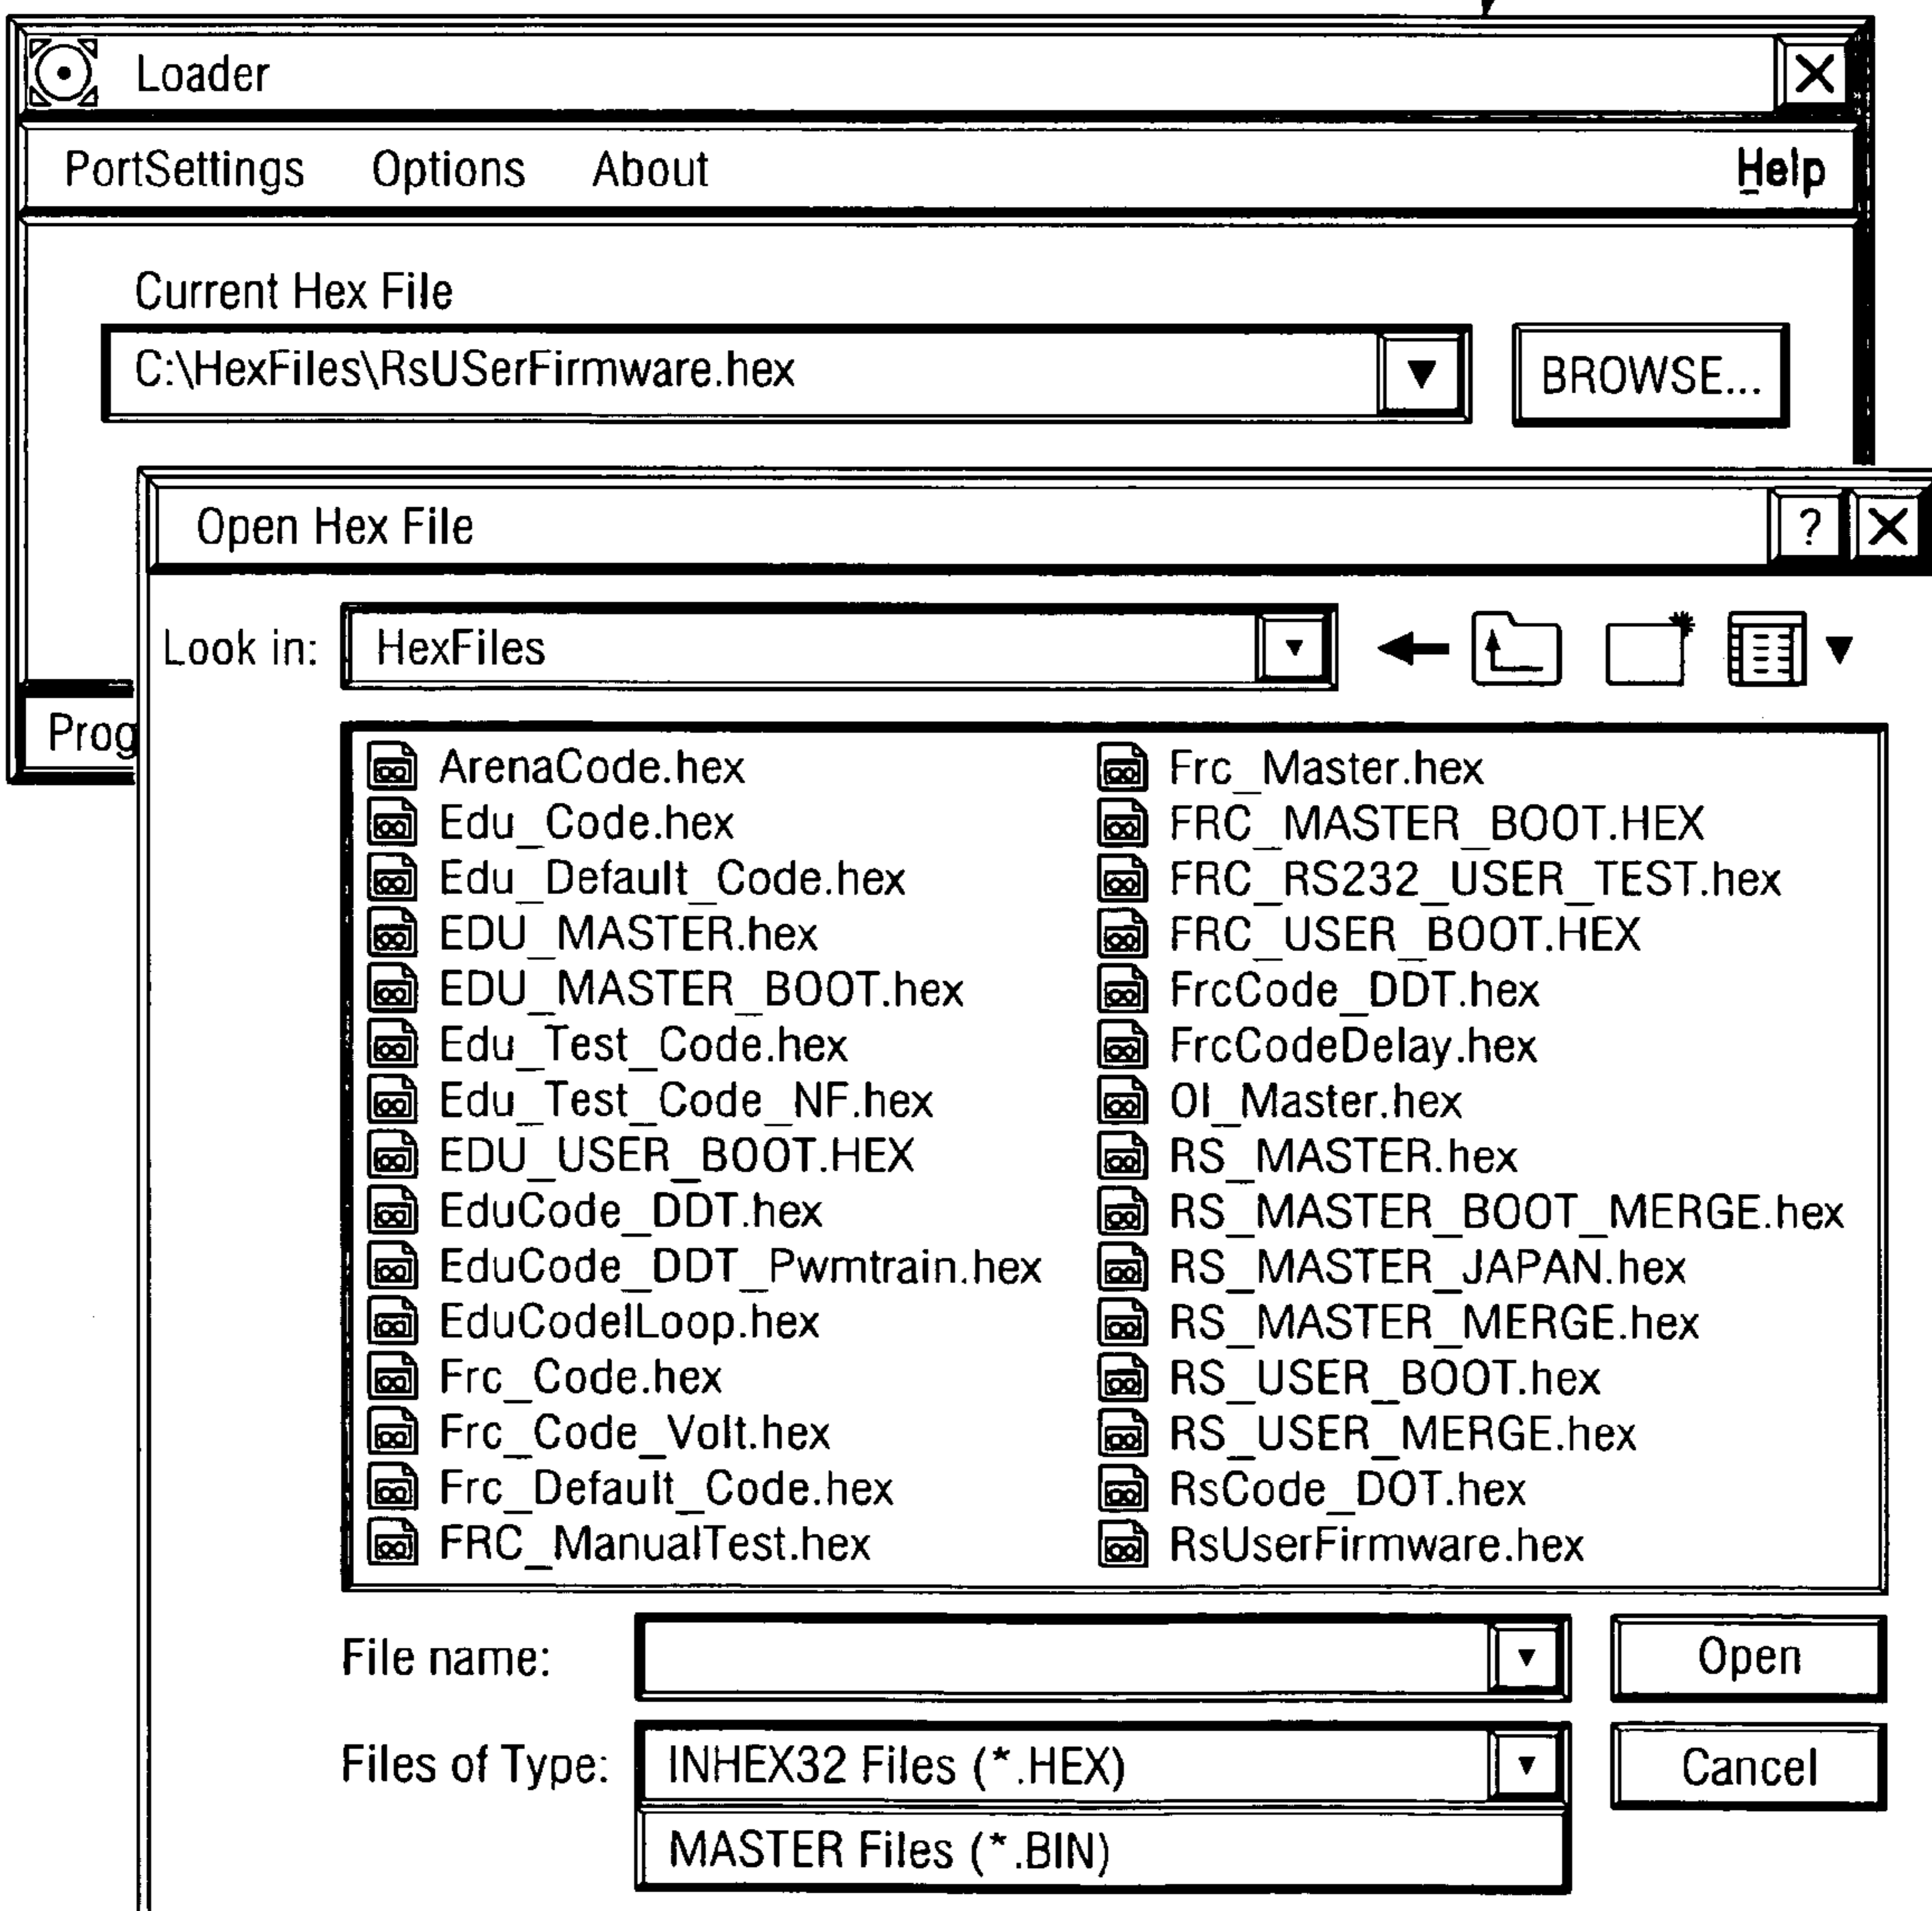 Loader
PortSettings Options About Help
Current Hex File
C:\HexFiles\RsUSerFirmware.hex BROWSE...
Open Hex File ?
Look in: HexFiles
Prog
ArenaCode.hex
Edu_Code.hex
Edu_Default_Code.hex
EDU_MASTER.hex
EDU_MASTER_BOOT.hex
Edu_Test_Code.hex
Edu_Test_Code_NF.hex
EDU_USER_BOOT.HEX
EduCode_DDT.hex
EduCode_DDT_Pwmtrain.hex
EduCodelLoop.hex
Frc_Code.hex
Frc_Code_Volt.hex
Frc_Default_Code.hex
FRC_ManualTest.hex
Frc_Master.hex
FRC_MASTER_BOOT.HEX
FRC_RS232_USER_TEST.hex
FRC_USER_BOOT.HEX
FrcCode_DDT.hex
FrcCodeDelay.hex
OI_Master.hex
RS_MASTER.hex
RS_MASTER_BOOT_MERGE.hex
RS_MASTER_JAPAN.hex
RS_MASTER_MERGE.hex
RS_USER_BOOT.hex
RS_USER_MERGE.hex
RsCode_DOT.hex
RsUserFirmware.hex
File name: Open
Files of Type: INHEX32 Files (*.HEX) Cancel
MASTER Files (*.BIN)